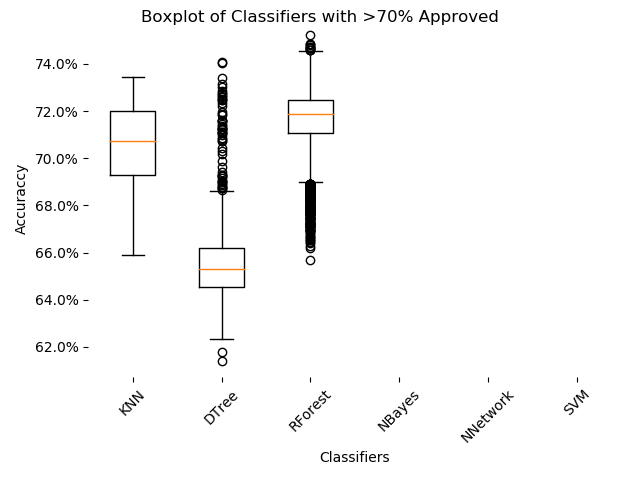 Boxplot of Classifiers with >70% Approved
74.0%
72.0%
70.0%
68.0%
66.0%
64.0%
62.0%
Accuraccy
KNN
DTree
RForest
NBayes
NNetwork
SVM
Classifiers